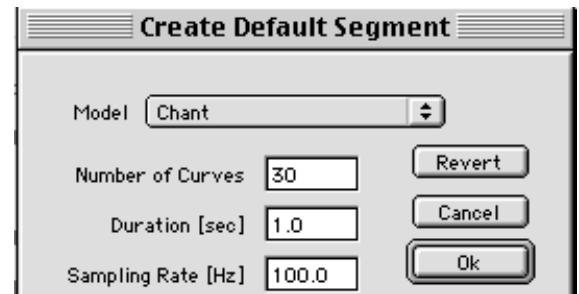 Create Default Segment
Model Chant
Number of Curves 30
Revert
Duration [sec] 1.0
Cancel
Sampling Rate [Hz] 100.0
Ok